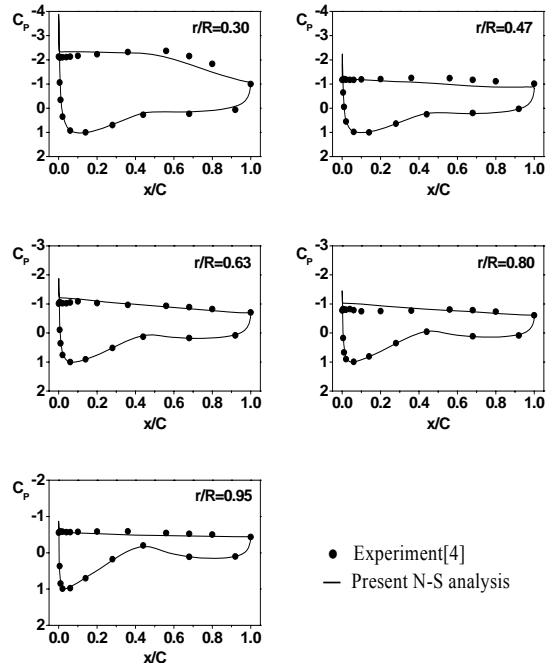 C_P
-4
-3
-2
-1
0
1
2
r/R=0.30
0.0 0.2 0.4 0.6 0.8 1.0
x/C
C_P
-4
-3
-2
-1
0
1
2
r/R=0.47
0.0 0.2 0.4 0.6 0.8 1.0
x/C
C_P
-3
-2
-1
0
1
2
r/R=0.63
0.0 0.2 0.4 0.6 0.8 1.0
x/C
C_P
-3
-2
-1
0
1
2
r/R=0.80
0.0 0.2 0.4 0.6 0.8 1.0
x/C
C_P
-2
-1
0
1
2
r/R=0.95
0.0 0.2 0.4 0.6 0.8 1.0
x/C
Experiment[4]
Present N-S analysis